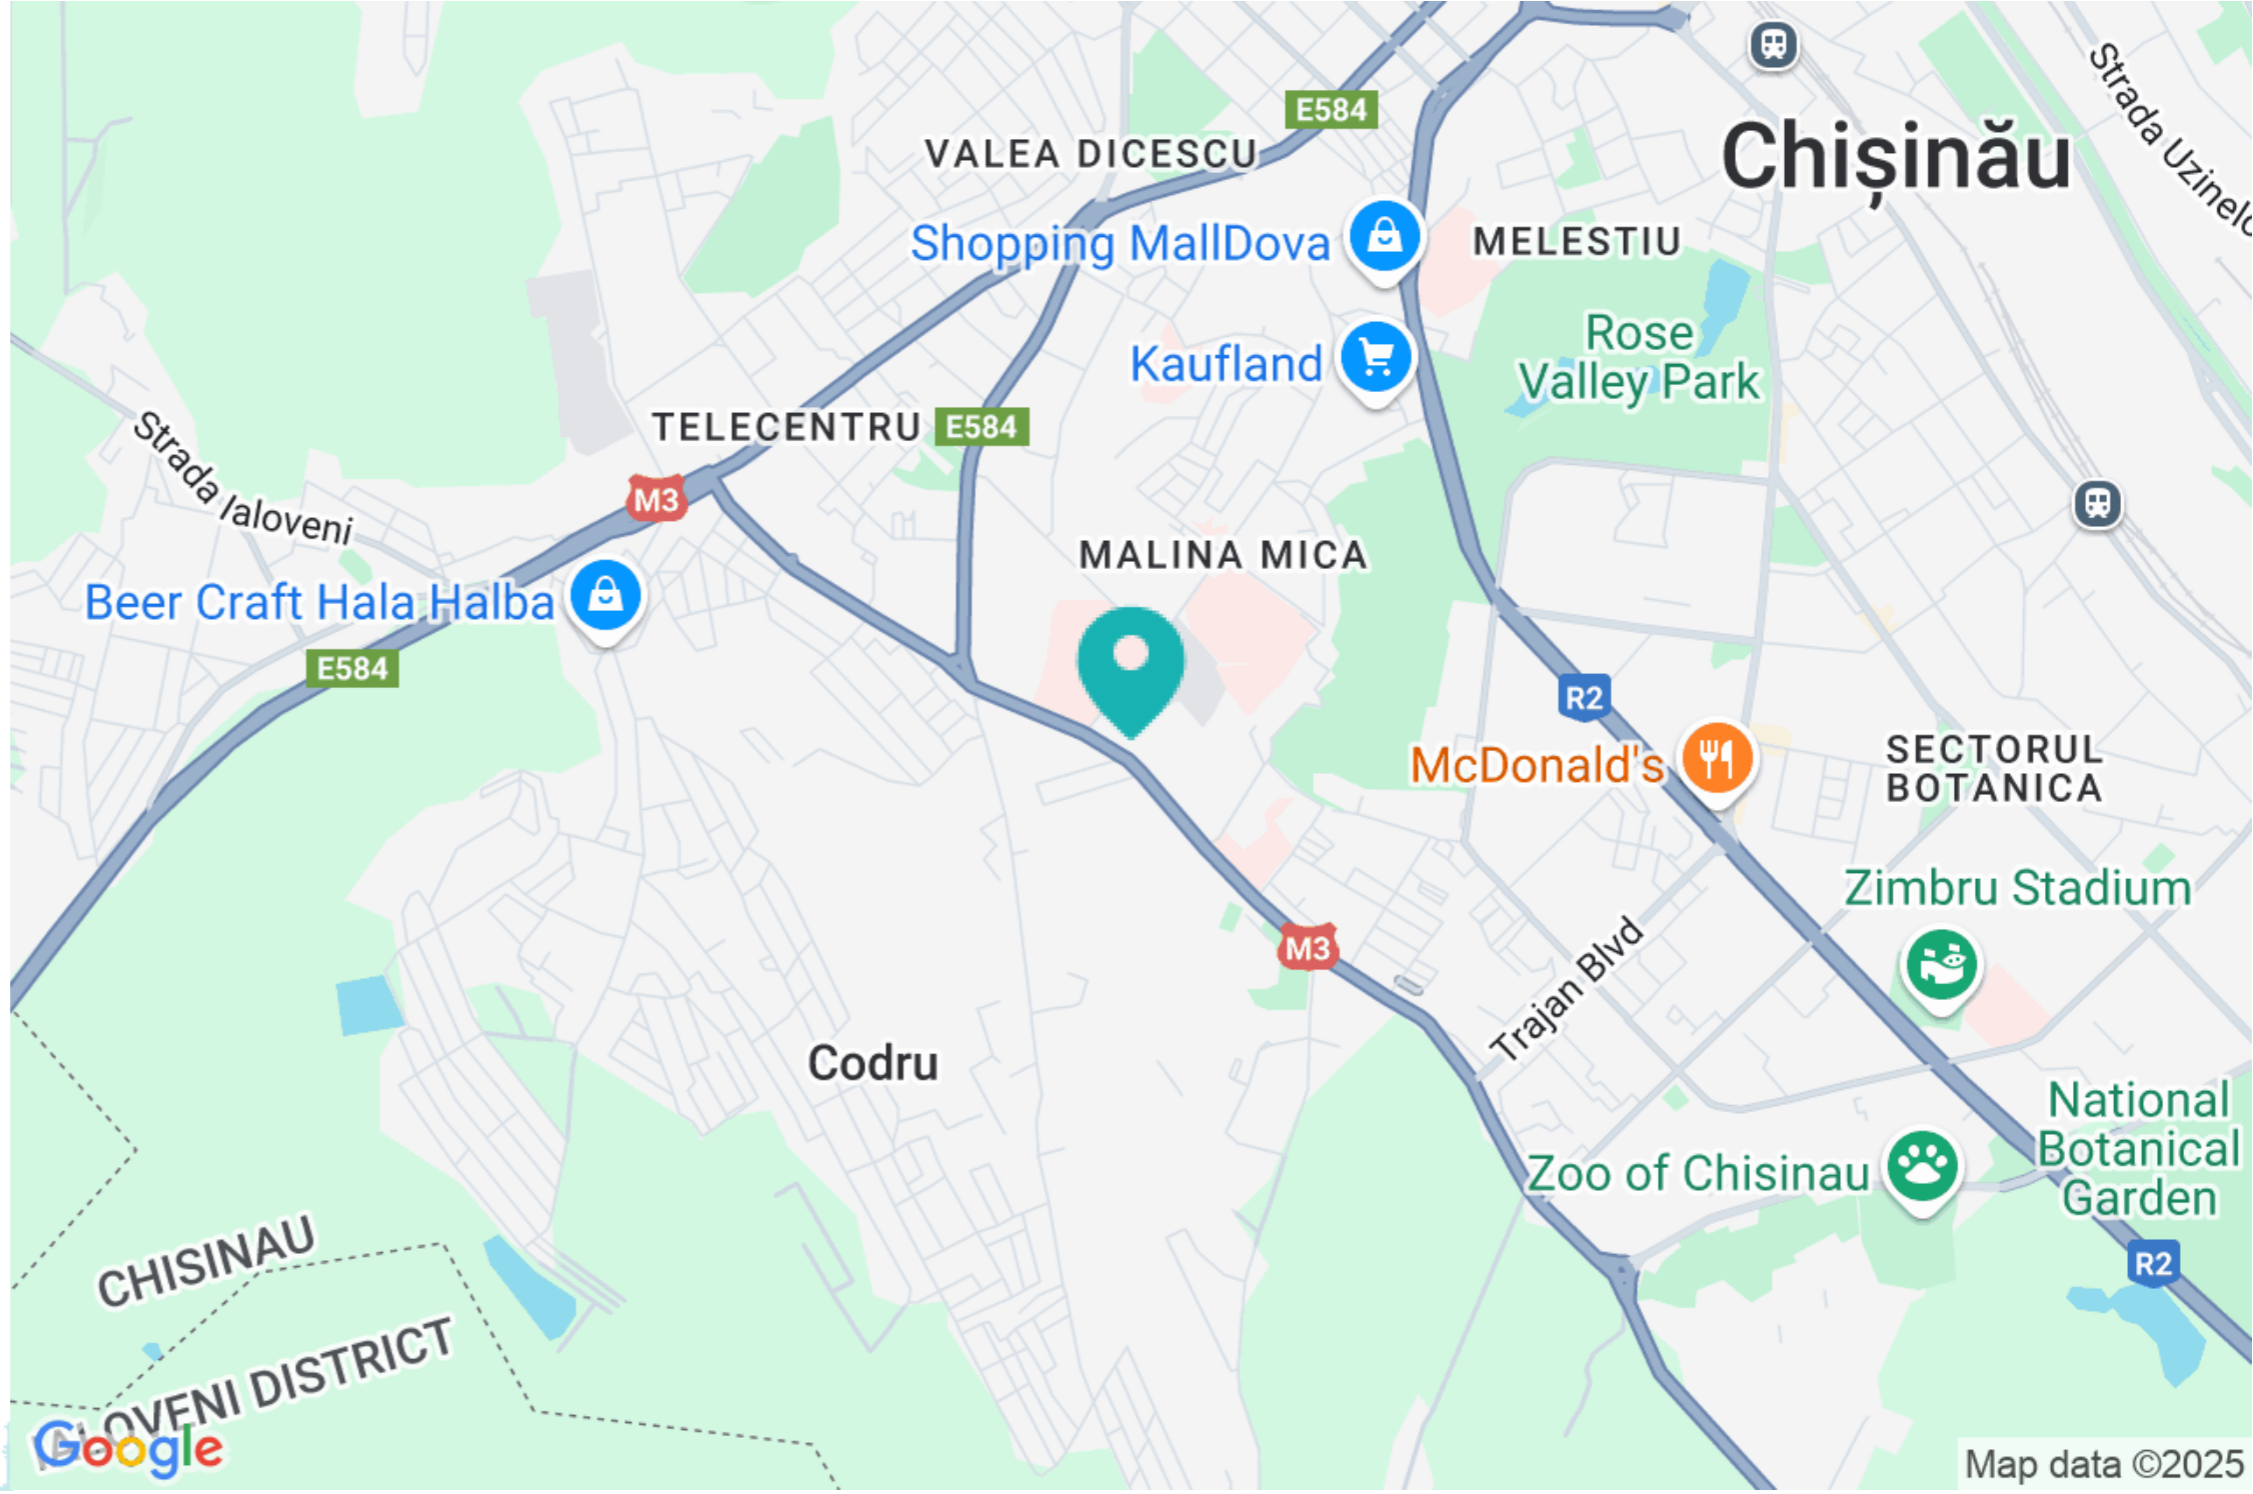 E584
Strada Uzinelo
VALEA DICESCU
Chișinău
Shopping MallDova
MELESTIU
Rose
Valley Park
Kaufland
TELECENTRU
E584
Strada Ialoveni
M3
MALINA MICA
Beer Craft Hala Halba
E584
R2
McDonald's
SECTORUL
BOTANICA
Zimbru Stadium
M3
Trajan Blvd
Codru
National
Botanical
Garden
Zoo of Chisinau
CHISINAU
R2
IALOVENI DISTRICT
Google
Map data ©2025